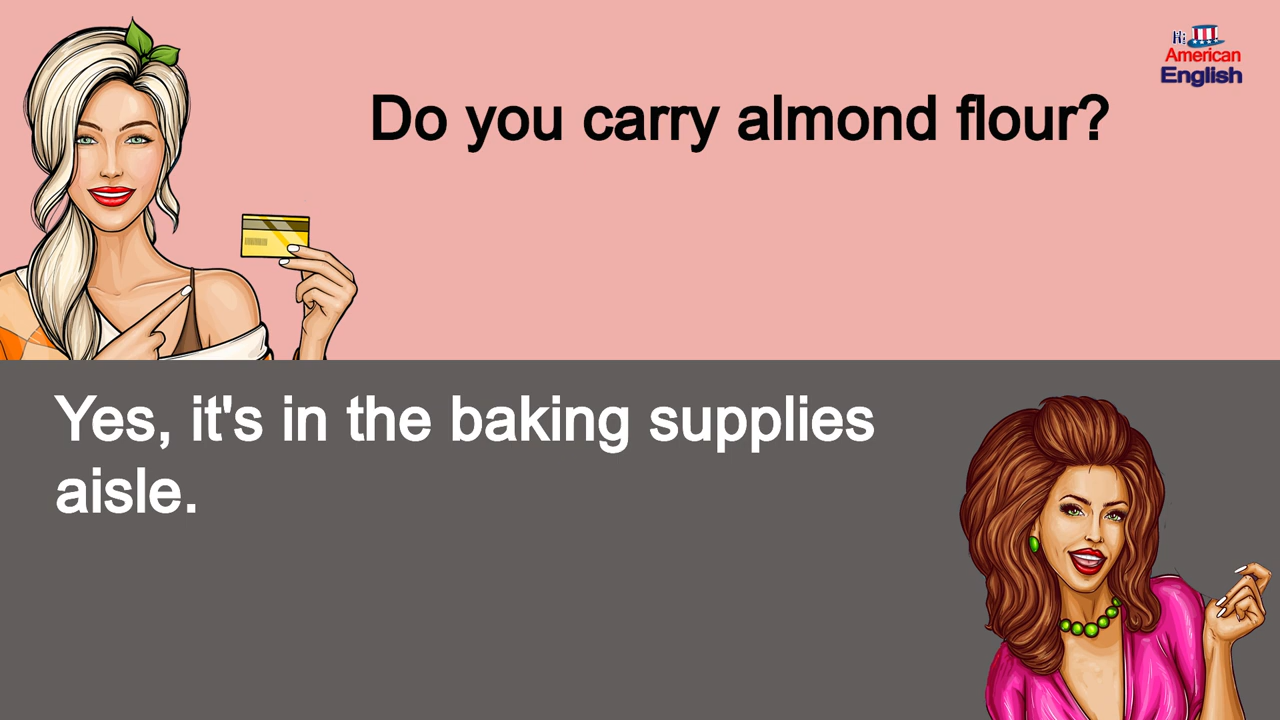 Hi
American
English
Do you carry almond flour?
Yes, it's in the baking supplies
aisle.